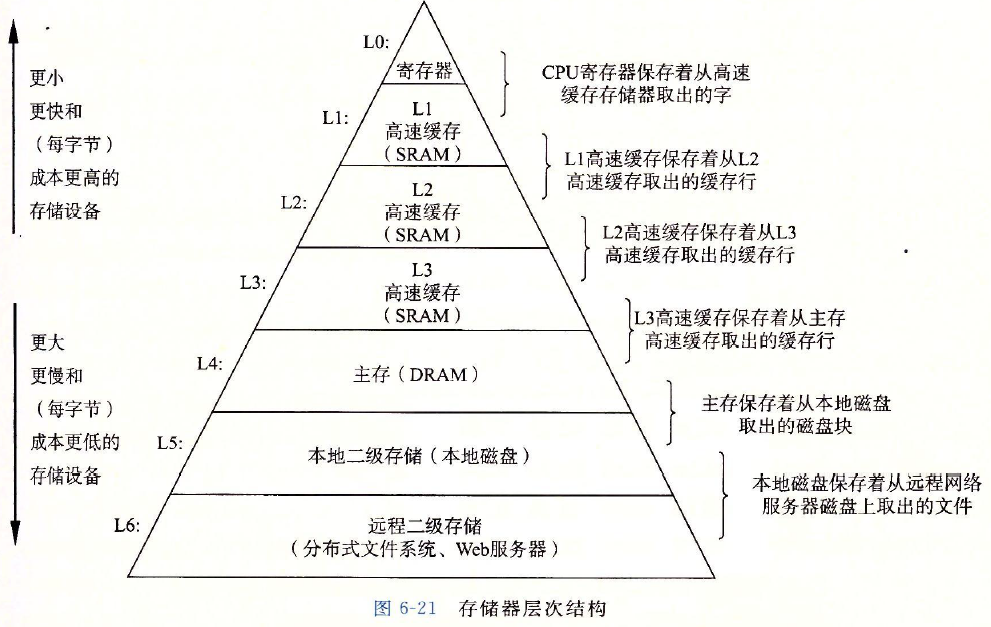 更小
更快和
（每字节）
成本更高的
存储设备
更大
更慢和
（每字节）
成本更低的
存储设备
L0:
寄存器
L1:
L1
高速缓存
（SRAM）
L2:
L2
高速缓存
（SRAM）
L3:
L3
高速缓存
（SRAM）
L4:
主存（DRAM）
L5:
本地二级存储（本地磁盘）
L6:
远程二级存储
（分布式文件系统、Web服务器）
CPU寄存器保存着从高速
缓存存储器取出的字
L1高速缓存保存着从L2
高速缓存取出的缓存行
L2高速缓存保存着从L3
高速缓存取出的缓存行
L3高速缓存保存着从主存
高速缓存取出的缓存行
主存保存着从本地磁盘
取出的磁盘块
本地磁盘保存着从远程网络
服务器磁盘上取出的文件
图 6-21 存储器层次结构